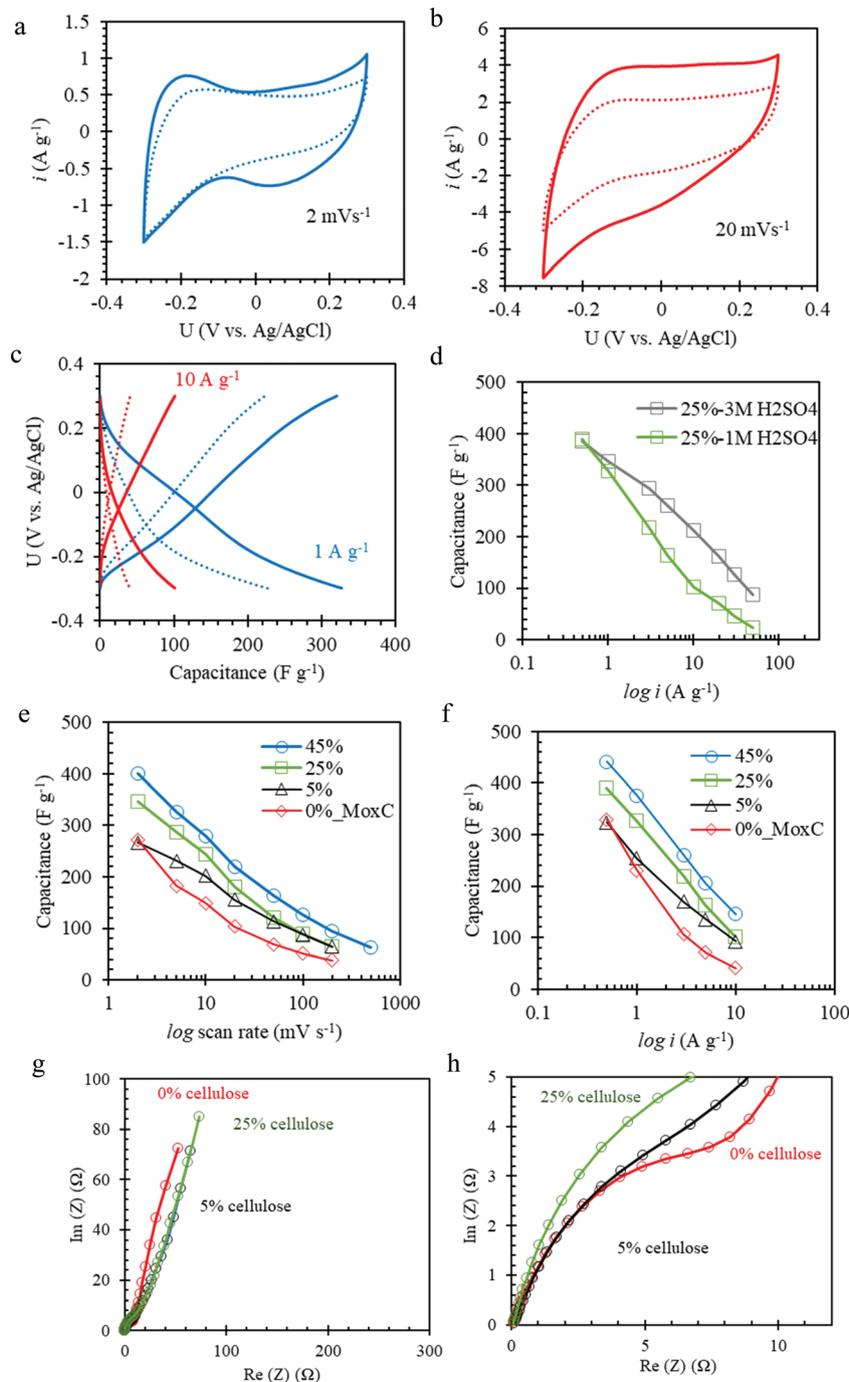 a
1.5
1
0.5
0
-0.5
-1
-1.5
-2
i (A g-1)
2 mVs-1
-0.4 -0.2 0 0.2 0.4
U (V vs. Ag/AgCl)
b
6
4
2
0
-2
-4
-6
-8
i (A g-1)
20 mVs-1
-0.4 -0.2 0 0.2 0.4
U (V vs. Ag/AgCl)
c
0.4
0.2
0
-0.2
-0.4
U (V vs. Ag/AgCl)
10 A g-1
1 A g-1
0 100 200 300 400
Capacitance (F g-1)
d
500
400
300
200
100
0
Capacitance (F g-1)
25%-3M H2SO4
25%-1M H2SO4
0.1 1 10 100
log i (A g-1)
e
500
400
300
200
100
0
Capacitance (F g-1)
45%
25%
5%
0%_MoxC
1 10 100 1000
log scan rate (mV s-1)
f
500
400
300
200
100
0
Capacitance (F g-1)
45%
25%
5%
0%_MoxC
0.1 1 10 100
log i (A g-1)
g
100
80
60
40
20
0
Im (Z) (Ω)
0% cellulose
25% cellulose
5% cellulose
0 100 200 300
Re (Z) (Ω)
h
5
4
3
2
1
0
Im (Z) (Ω)
25% cellulose
0% cellulose
5% cellulose
0 5 10
Re (Z) (Ω)